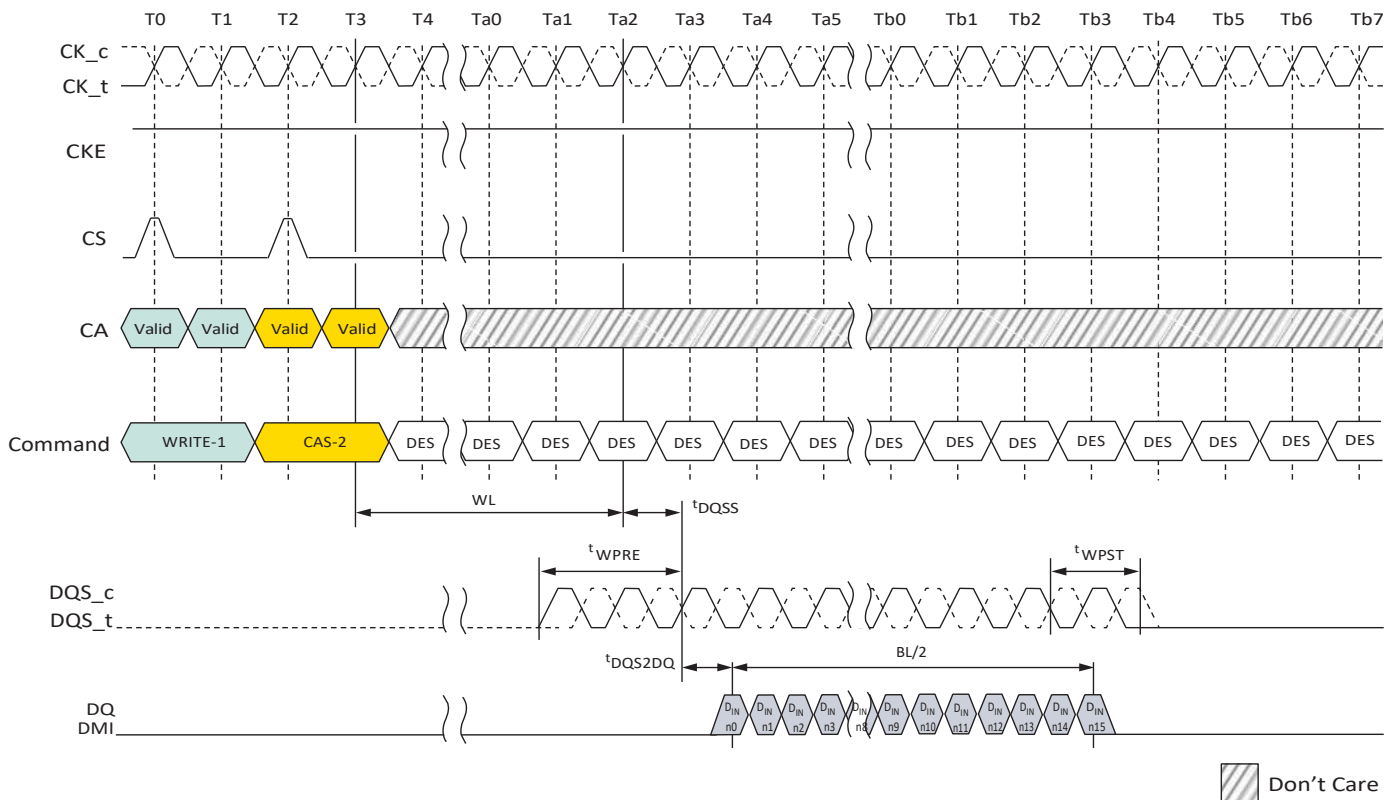 T0 T1 T2 T3 T4 Ta0 Ta1 Ta2 Ta3 Ta4 Ta5 Tb0 Tb1 Tb2 Tb3 Tb4 Tb5 Tb6 Tb7
CK_c
CK_t
CKE
CS
CA Valid Valid Valid Valid
Command WRITE-1 CAS-2 DES DES DES DES DES DES DES DES DES DES DES DES DES DES DES
WL tDQSS
tWPRE tWPST
DQS_c
DQS_t
tDQS2DQ BL/2
DQ DIN DIN DIN DIN DIN DIN DIN DIN DIN DIN DIN DIN
DMI n0 n1 n2 n3 n8 n9 n10 n11 n12 n13 n14 n15
Don't Care